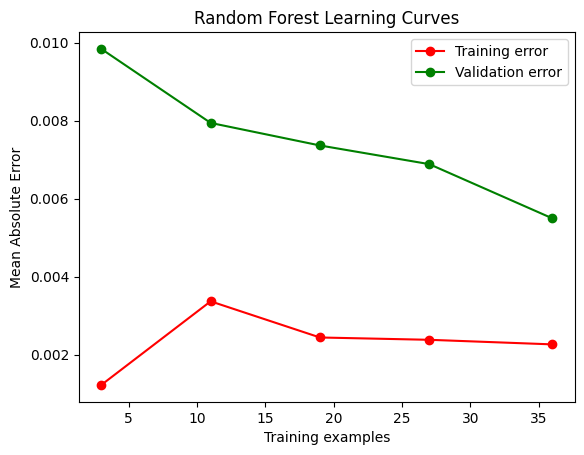 Random Forest Learning Curves
Training error
Validation error
Mean Absolute Error
0.010
0.008
0.006
0.004
0.002
5 10 15 20 25 30 35
Training examples